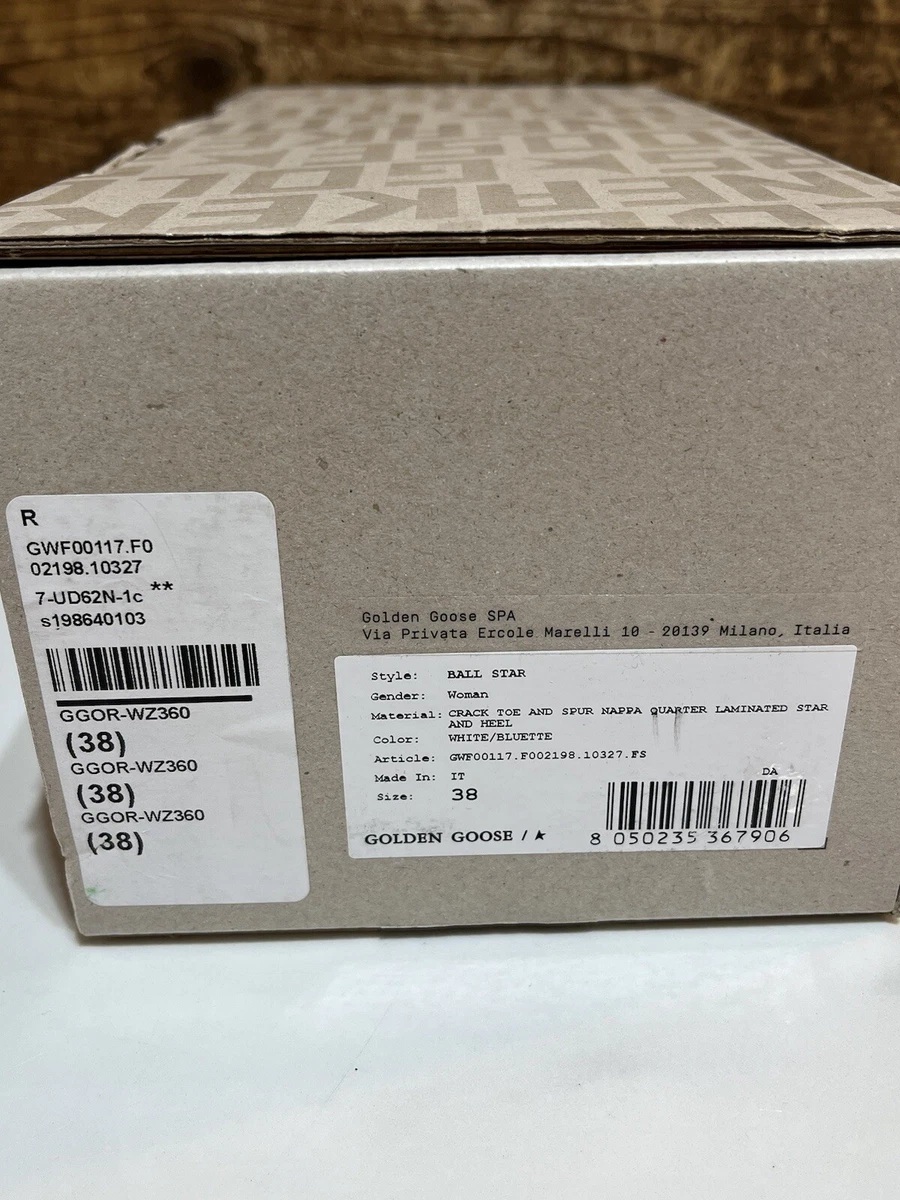 R
GWF00117.F0
02198.10327
7-UD62N-1c **
s198640103
GGOR-WZ360
(38)
GGOR-WZ360
(38)
GGOR-WZ360
(38)
Golden Goose SPA
Via Privata Ercole Marelli 10 - 20139 Milano, Italia
Style: BALL STAR
Gender: Woman
Material: CRACK TOE AND SPUR NAPPA QUARTER LAMINATED STAR
AND HEEL
Color: WHITE/BLUETTE
Article: GWF00117.F002198.10327.FS
Made In: IT
DA
Size: 38
GOLDEN GOOSE / ★
8 050235 367906